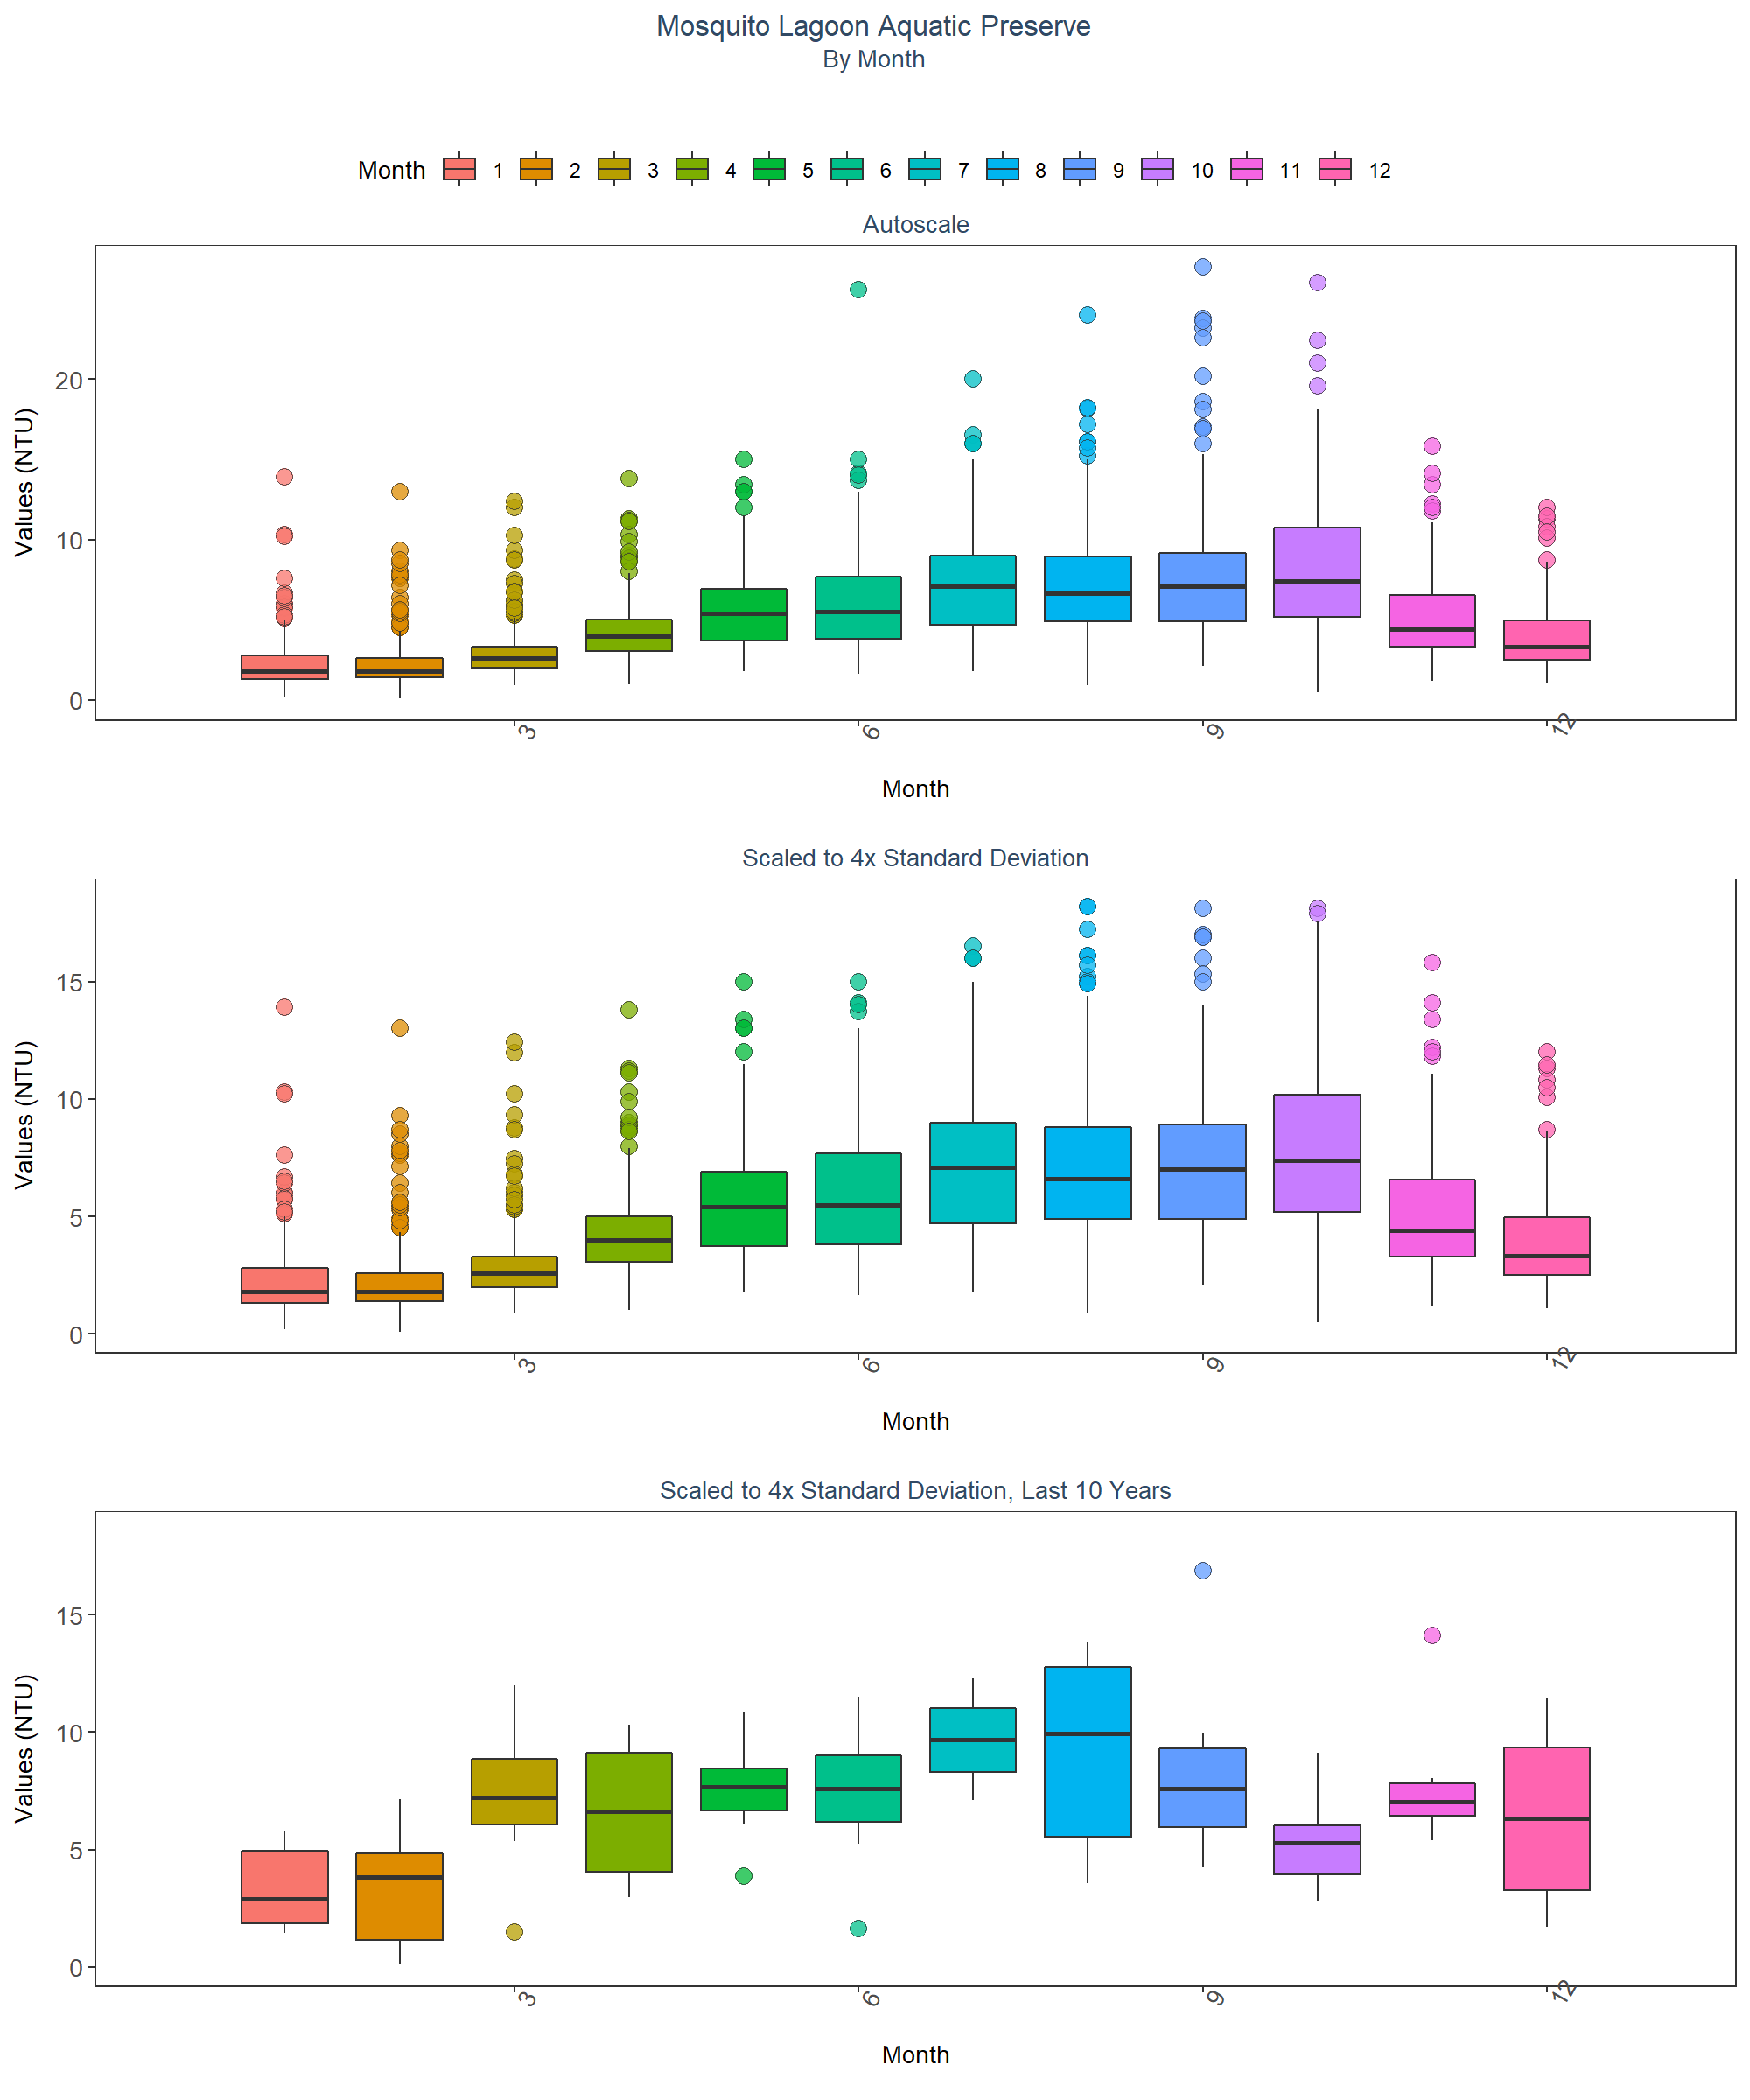 Mosquito Lagoon Aquatic Preserve
By Month
Month 1 2 3 4 5 6 7 8 9 10 11 12
Autoscale
Values (NTU)
20
10
0
3 6 9 12
Month
Scaled to 4x Standard Deviation
Values (NTU)
15
10
5
0
3 6 9 12
Month
Scaled to 4x Standard Deviation, Last 10 Years
Values (NTU)
15
10
5
0
3 6 9 12
Month